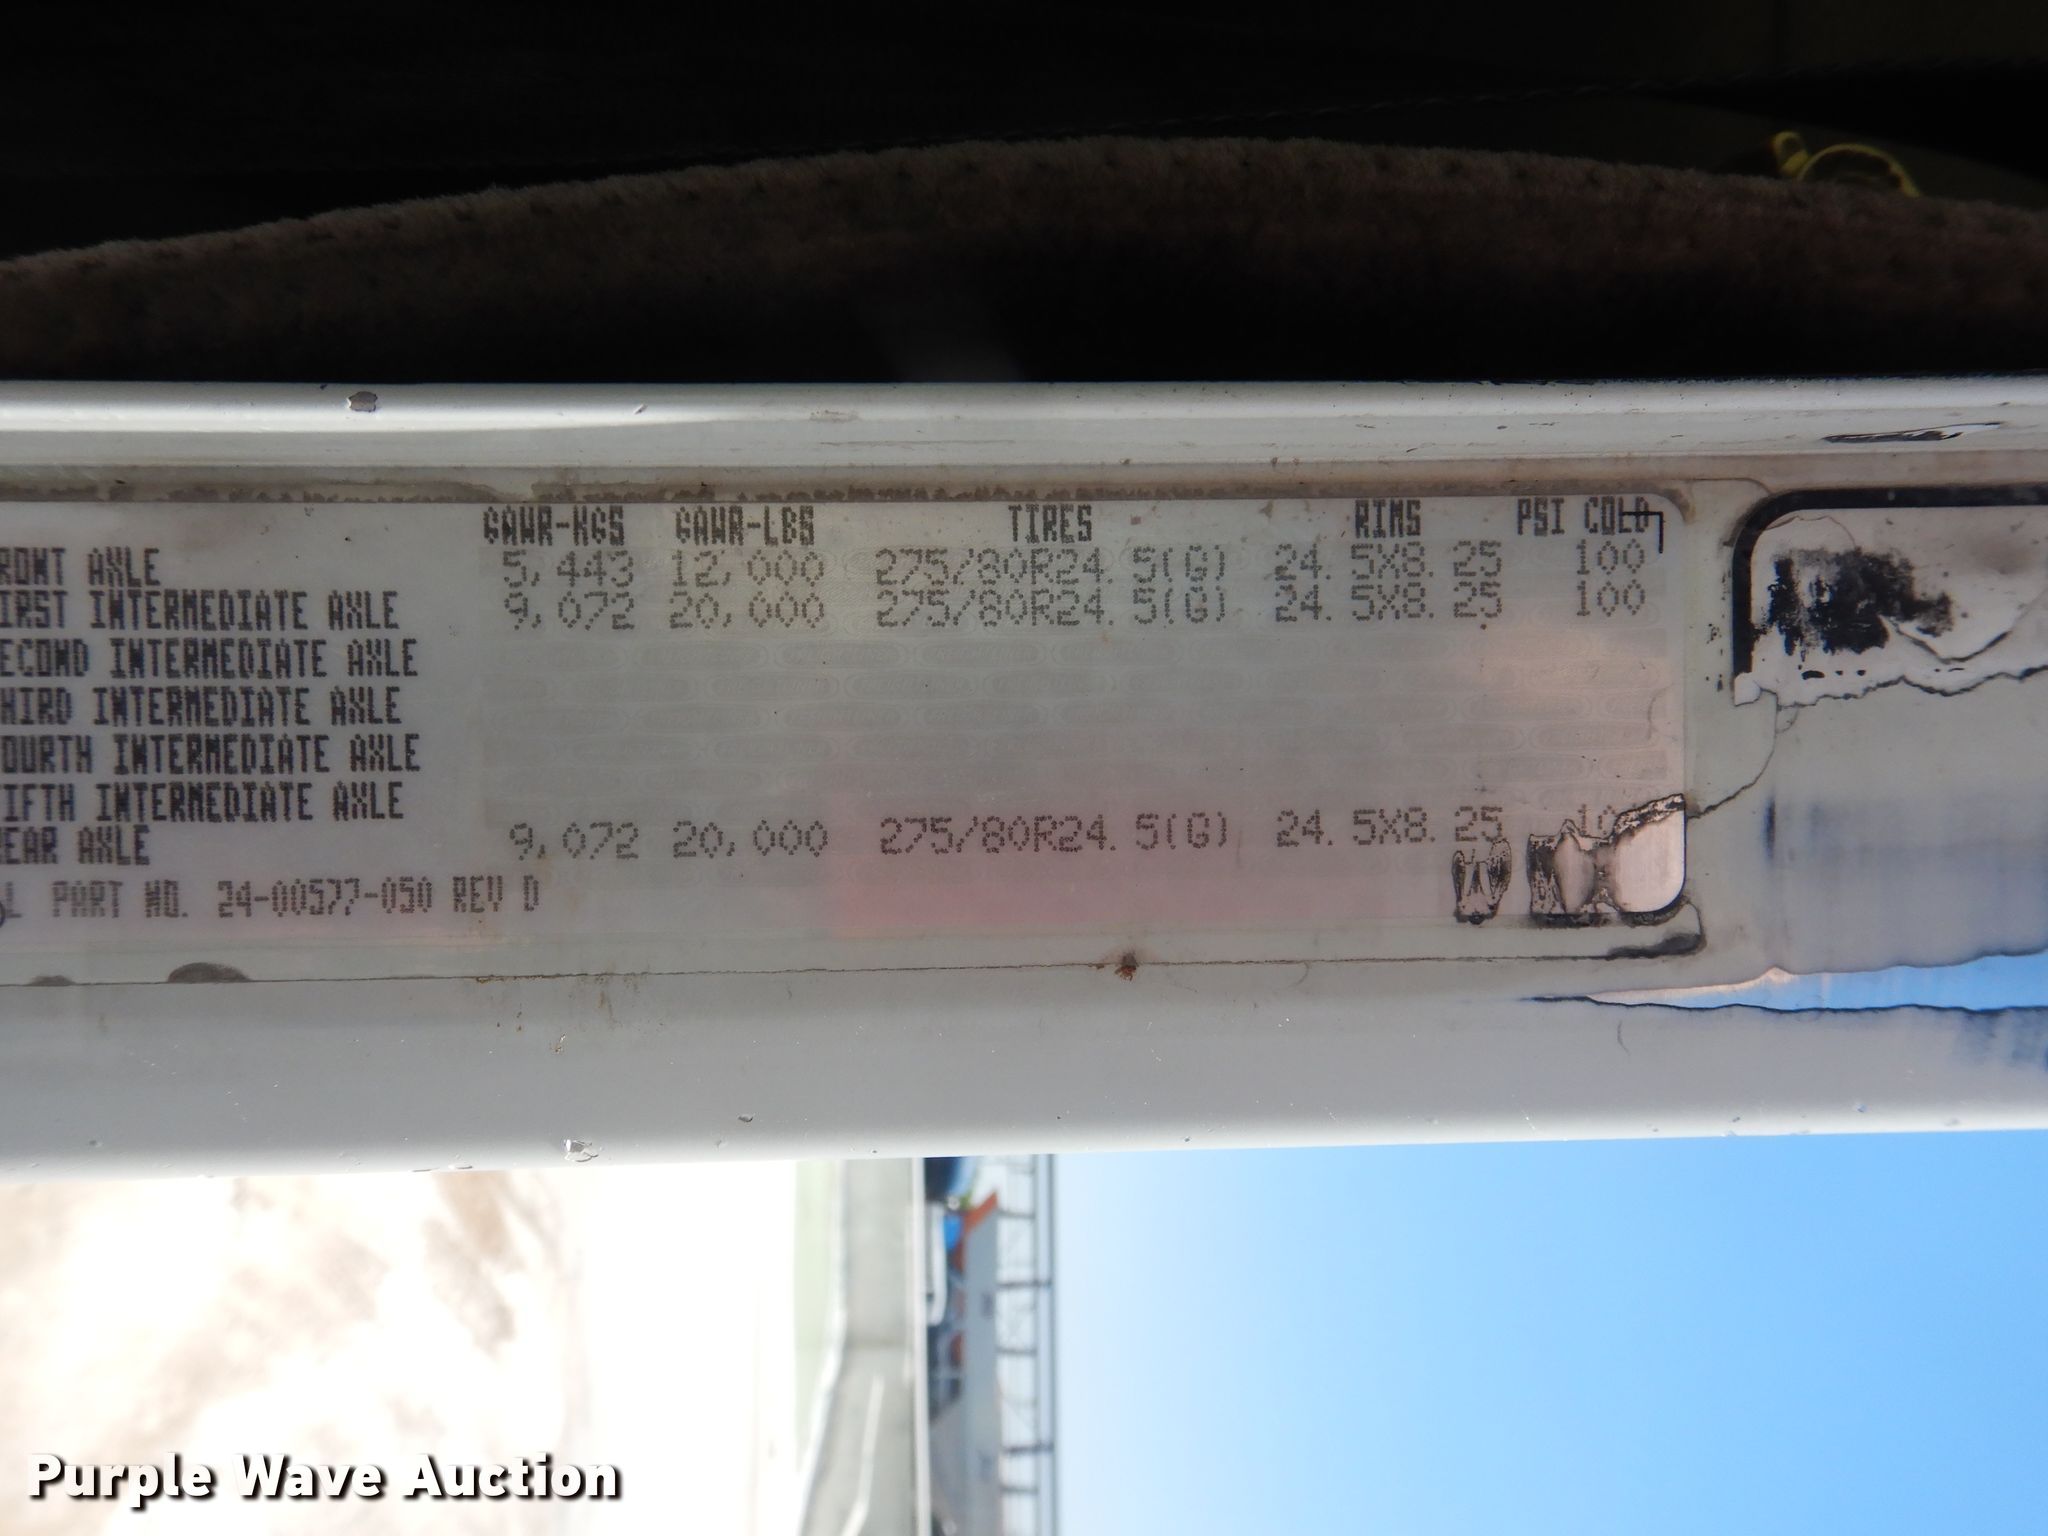 GAWR-KGS GAWR-LBS TIRES RIMS PSI COLD
RONT AXLE 5,443 12,000 275/80R24.5(G) 24.5X8.25 100
IRST INTERMEDIATE AXLE 9,072 20,000 275/80R24.5(G) 24.5X8.25 100
ECOND INTERMEDIATE AXLE
HIRD INTERMEDIATE AXLE
OURTH INTERMEDIATE AXLE
IFTH INTERMEDIATE AXLE
EAR AXLE 9,072 20,000 275/80R24.5(G) 24.5X8.25 10
L PART NO. 24-00577-050 REV D
Purple Wave Auction